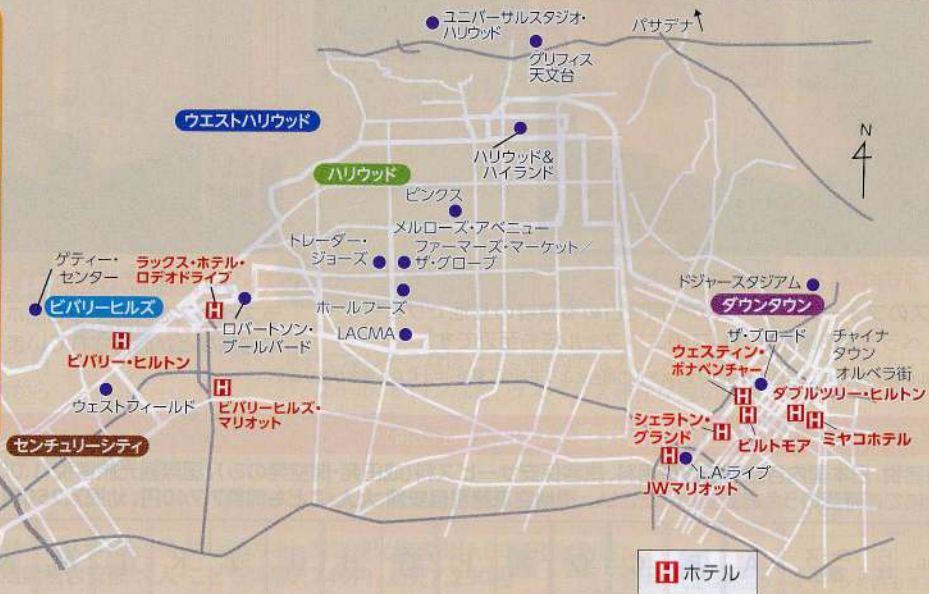 ユニバーサルスタジオ・
ハリウッド
パサデナ
グリフィス
天文台
ウエストハリウッド
N
ハリウッド&
ハイランド
ハリウッド
ピンクス
メルローズ・アベニュー
トレーダー・
ジョーズ
ファーマーズ・マーケット/
ザ・グローブ
ゲティー・
センター
ラックス・ホテル・
ロデオドライブ
ドジャースタジアム
ビバリーヒルズ
ホールフーズ
ダウンタウン
ロバートソン・
ブールバード
LACMA
ザ・ブロード
チャイナ
タウン
オルベラ街
ビバリー・ヒルトン
ウェスティン・
ボナベンチャー
ダブルツリー・ヒルトン
ウェストフィールド
ビバリーヒルズ・
マリオット
シェラトン・
グランド
ビルトモア
ミヤコホテル
センチュリーシティ
L.A.ライブ
JWマリオット
H ホテル